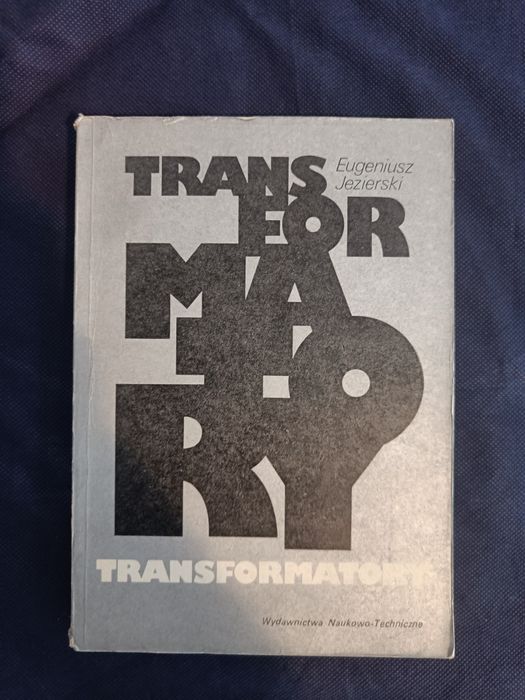 TRANS
Eugeniusz
Jezierski
FOR
MA
TO
RY
TRANSFORMATORY
Wydawnictwa Naukowo-Techniczne